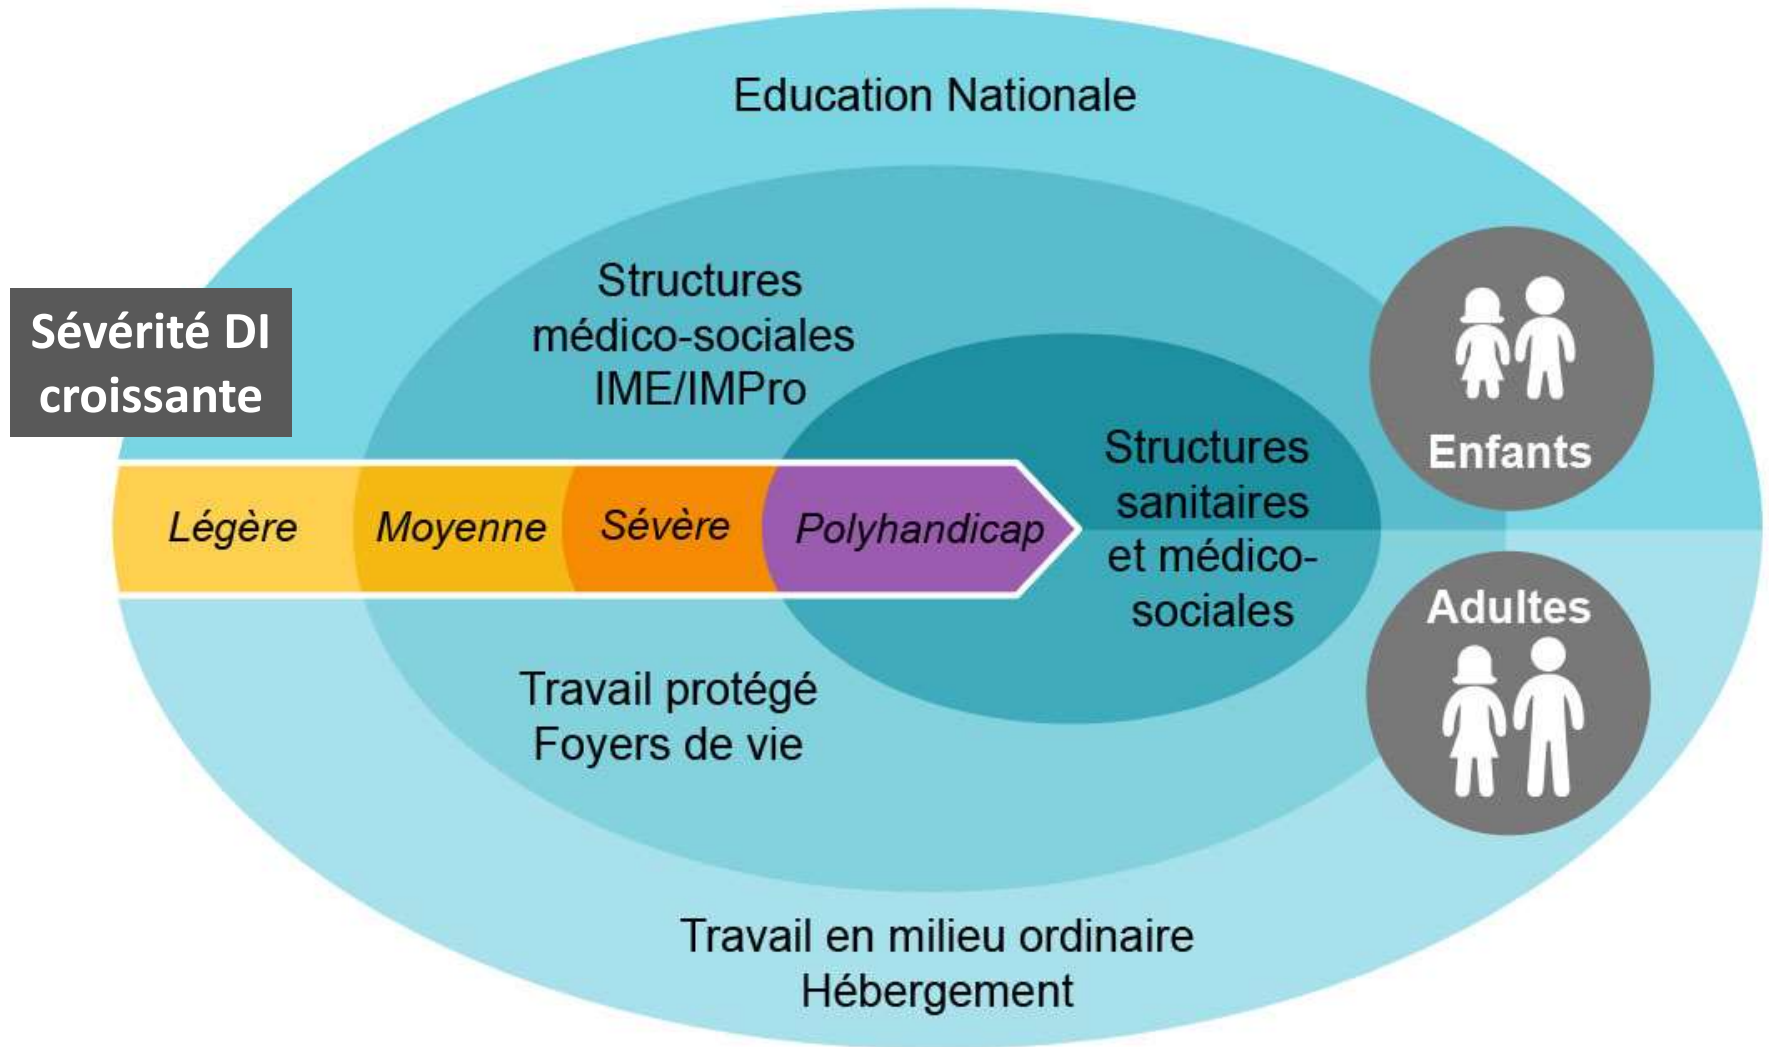 Education Nationale
Structures
médico-sociales
IME/IMPro
Sévérité DI
croissante
Enfants
Structures
sanitaires
et médico-
sociales
Légère
Moyenne
Sévère
Polyhandicap
Adultes
Travail protégé
Foyers de vie
Travail en milieu ordinaire
Hébergement